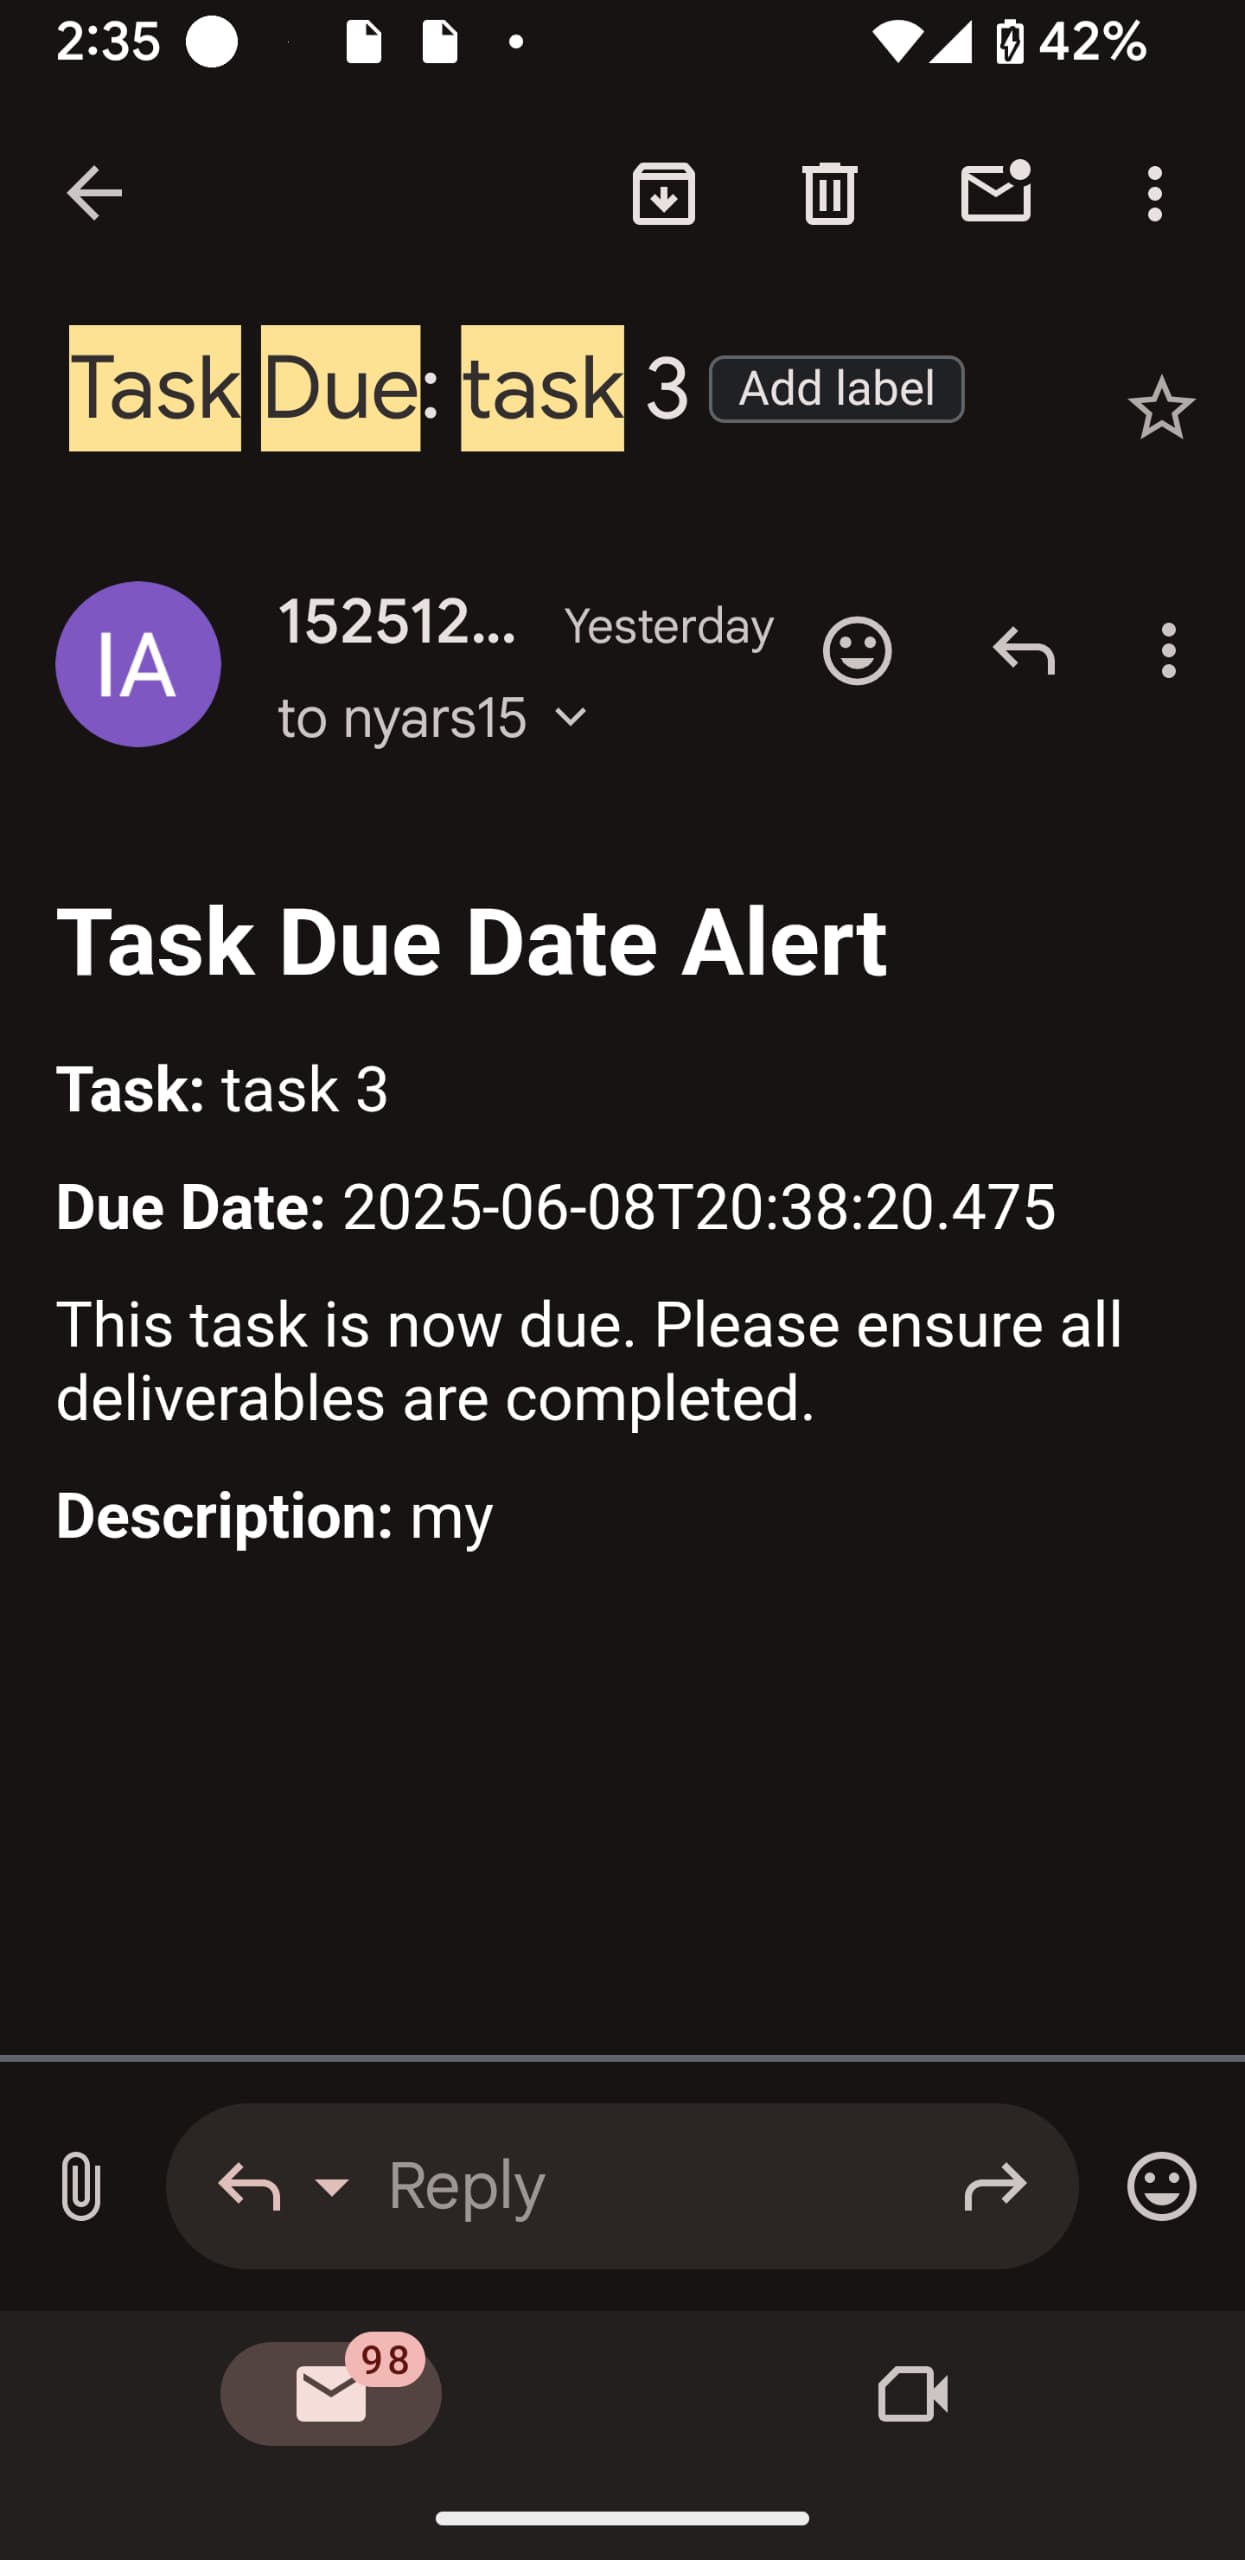 2:35 42%
Task Due: task 3 Add label
IA
152512... Yesterday
to nyars15
Task Due Date Alert
Task: task 3
Due Date: 2025-06-08T20:38:20.475
This task is now due. Please ensure all
deliverables are completed.
Description: my
Reply
98